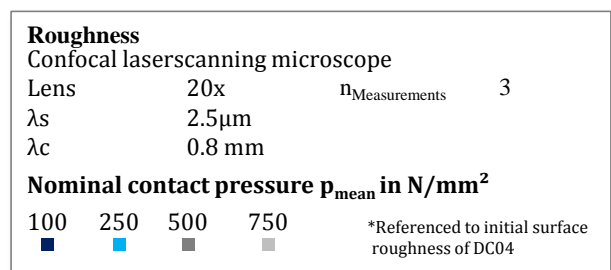 Roughness
Confocal laserscanning microscope
Lens 20x nMeasurements 3
λs 2.5μm
λc 0.8 mm
Nominal contact pressure pmean in N/mm²
100 250 500 750
*Referenced to initial surface
roughness of DC04